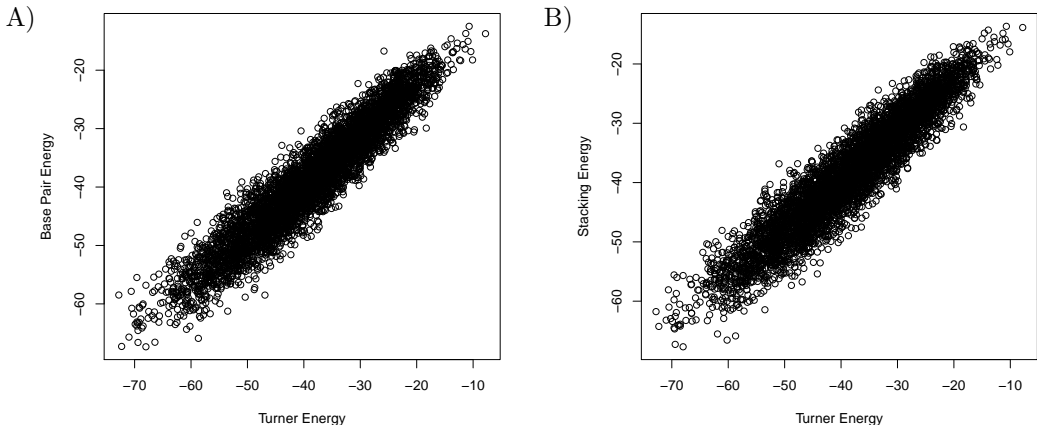 A)
Base Pair Energy
−20
−30
−40
−50
−60
−70 −60 −50 −40 −30 −20 −10
Turner Energy
B)
Stacking Energy
−20
−30
−40
−50
−60
−70 −60 −50 −40 −30 −20 −10
Turner Energy